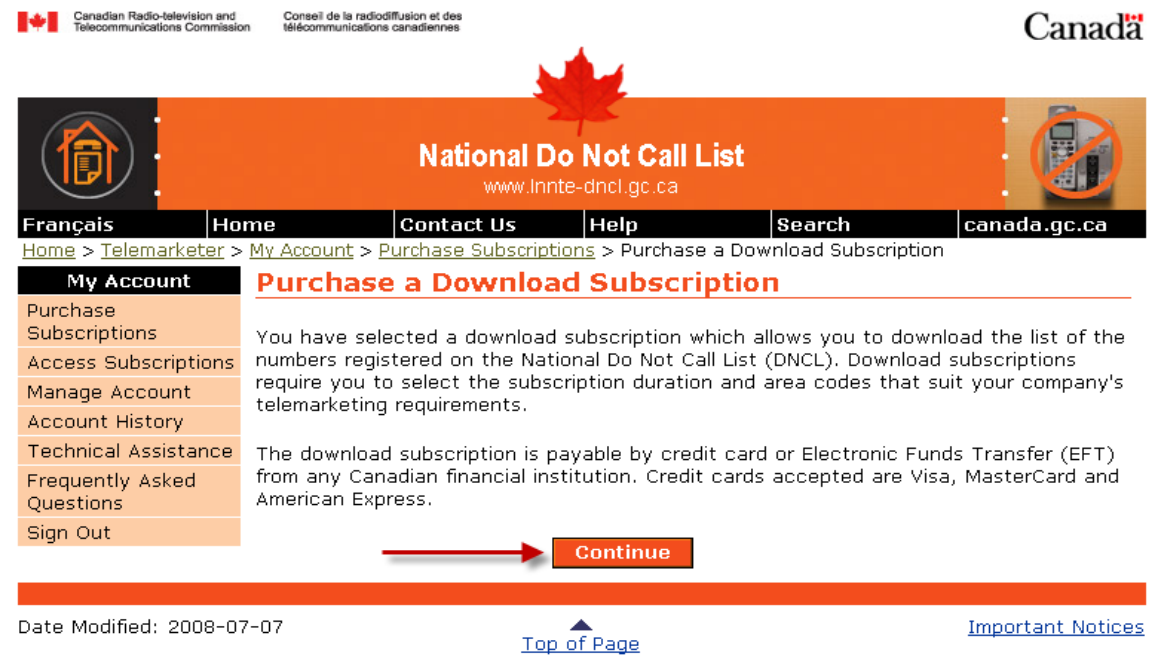 Canadian Radio-television and
Telecommunications Commission
Conseil de la radiodiffusion et des
télécommunications canadiennes
Canada
National Do Not Call List
www.lnnte-dncl.gc.ca
Français Home Contact Us Help Search canada.gc.ca
Home > Telemarketer > My Account > Purchase Subscriptions > Purchase a Download Subscription
My Account
Purchase
Subscriptions
Access Subscriptions
Manage Account
Account History
Technical Assistance
Frequently Asked
Questions
Sign Out
Purchase a Download Subscription
You have selected a download subscription which allows you to download the list of the
numbers registered on the National Do Not Call List (DNCL). Download subscriptions
require you to select the subscription duration and area codes that suit your company's
telemarketing requirements.
The download subscription is payable by credit card or Electronic Funds Transfer (EFT)
from any Canadian financial institution. Credit cards accepted are Visa, MasterCard and
American Express.
Continue
Date Modified: 2008-07-07
Top of Page
Important Notices